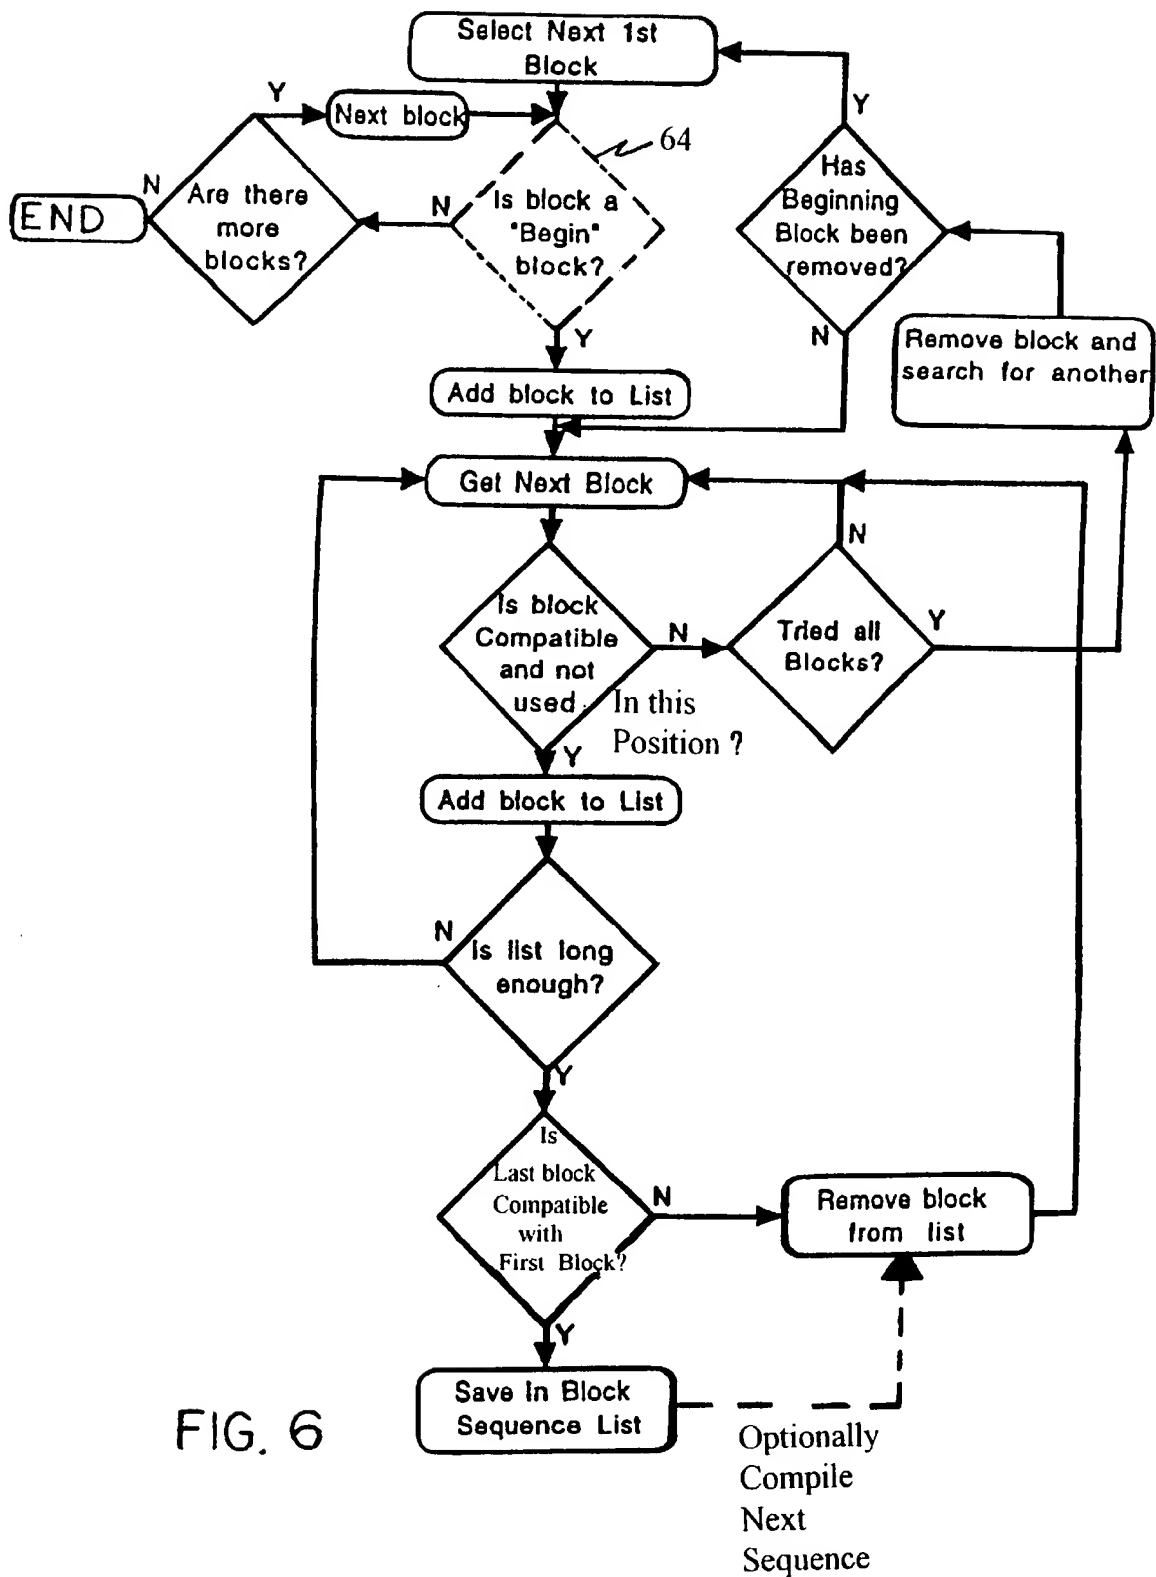 Select Next 1st
Block
Y
Next block
64
Y
N
Are there
more
blocks?
END
N
Is block a
"Begin"
block?
Has
Beginning
Block been
removed?
Y
N
Remove block and
search for another
Add block to List
Get Next Block
N
Is block
Compatible
and not
used
In this
Position ?
N
Tried all
Blocks?
Y
Y
Add block to List
N
Is list long
enough?
Y
Is
Last block
Compatible
with
First Block?
N
Remove block
from list
Y
Save in Block
Sequence List
Optionally
Compile
Next
Sequence
FIG. 6